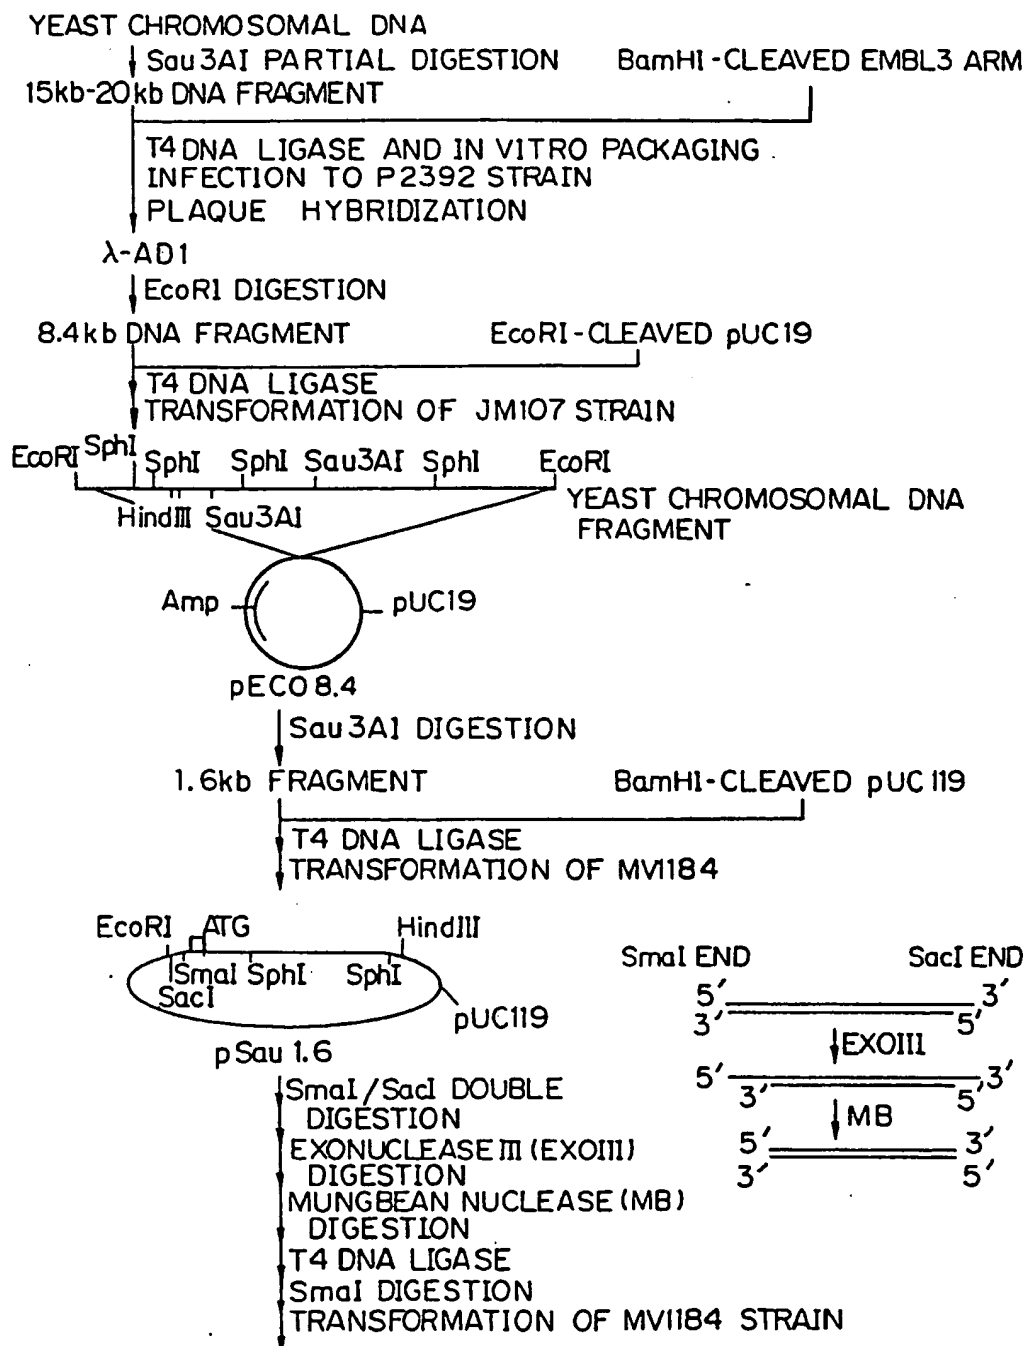 YEAST CHROMOSOMAL DNA
Sau3AI PARTIAL DIGESTION
BamHI-CLEAVED EMBL3 ARM
15kb-20kb DNA FRAGMENT
T4 DNA LIGASE AND IN VITRO PACKAGING
INFECTION TO P2392 STRAIN
PLAQUE HYBRIDIZATION
λ-AD1
EcoRI DIGESTION
8.4kb DNA FRAGMENT
EcoRI-CLEAVED pUC19
T4 DNA LIGASE
TRANSFORMATION OF JM107 STRAIN
EcoRI SphI SphI SphI Sau3AI SphI EcoRI
HindIII Sau3AI
YEAST CHROMOSOMAL DNA
FRAGMENT
Amp
pUC19
pECO8.4
Sau3AI DIGESTION
1.6kb FRAGMENT
BamHI-CLEAVED pUC119
T4 DNA LIGASE
TRANSFORMATION OF MV1184
EcoRI ATG HindIII
SmaI SphI SphI
SacI
pUC119
pSau1.6
SmaI/SacI DOUBLE
DIGESTION
EXONUCLEASE III (EXOIII)
DIGESTION
MUNGBEAN NUCLEASE (MB)
DIGESTION
T4 DNA LIGASE
SmaI DIGESTION
TRANSFORMATION OF MV1184 STRAIN
SmaI END SacI END
5′ 3′
3′ 5′
EXOIII
5′ 3′
3′ 5′
MB
5′ 3′
3′ 5′